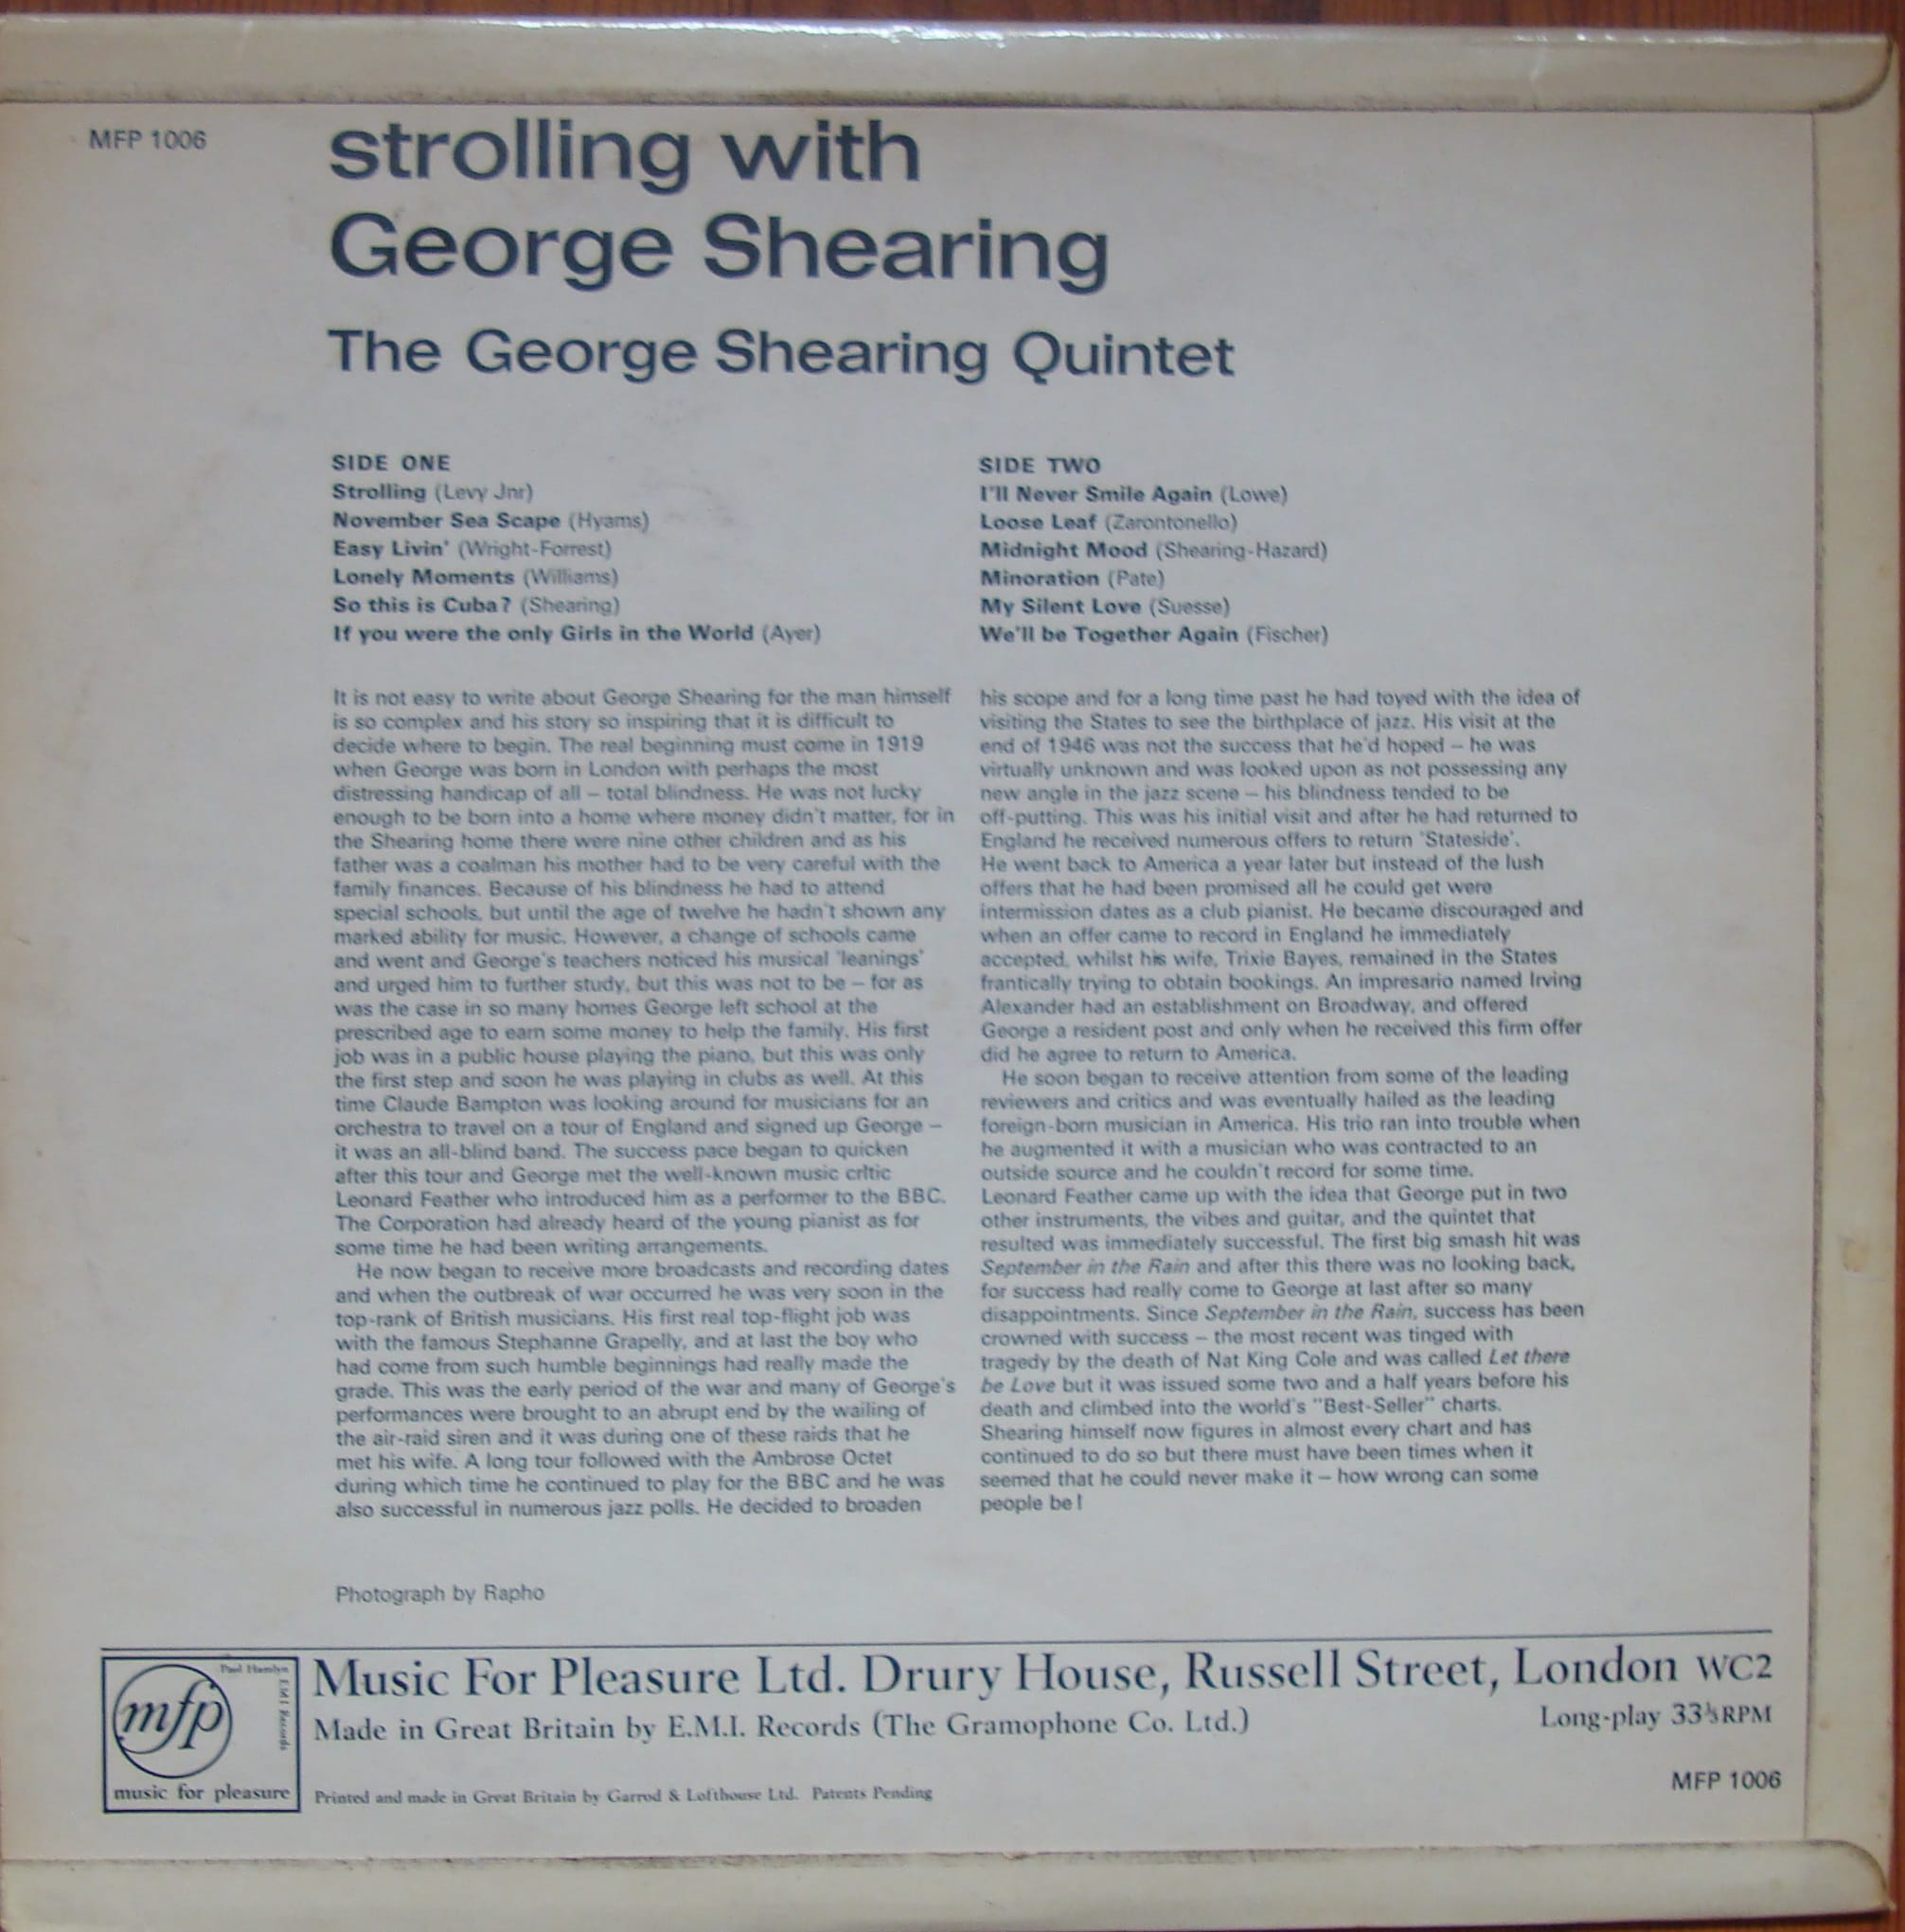 MFP 1006
strolling with
George Shearing
The George Shearing Quintet
SIDE ONE
Strolling (Levy Jnr)
November Sea Scape (Hyams)
Easy Livin' (Wright-Forrest)
Lonely Moments (Williams)
So this is Cuba? (Shearing)
If you were the only Girls in the World (Ayer)
SIDE TWO
I'll Never Smile Again (Lowe)
Loose Leaf (Zarontonello)
Midnight Mood (Shearing-Hazard)
Minoration (Pate)
My Silent Love (Suesse)
We'll be Together Again (Fischer)
It is not easy to write about George Shearing for the man himself
is so complex and his story so inspiring that it is difficult to
decide where to begin. The real beginning must come in 1919
when George was born in London with perhaps the most
distressing handicap of all – total blindness. He was not lucky
enough to be born into a home where money didn't matter, for in
the Shearing home there were nine other children and as his
father was a coalman his mother had to be very careful with the
family finances. Because of his blindness he had to attend
special schools, but until the age of twelve he hadn't shown any
marked ability for music. However, a change of schools came
and went and George's teachers noticed his musical 'leanings'
and urged him to further study, but this was not to be – for as
was the case in so many homes George left school at the
prescribed age to earn some money to help the family. His first
job was in a public house playing the piano, but this was only
the first step and soon he was playing in clubs as well. At this
time Claude Bampton was looking around for musicians for an
orchestra to travel on a tour of England and signed up George –
it was an all-blind band. The success pace began to quicken
after this tour and George met the well-known music critic
Leonard Feather who introduced him as a performer to the BBC.
The Corporation had already heard of the young pianist as for
some time he had been writing arrangements.
He now began to receive more broadcasts and recording dates
and when the outbreak of war occurred he was very soon in the
top-rank of British musicians. His first real top-flight job was
with the famous Stephanne Grapelly, and at last the boy who
had come from such humble beginnings had really made the
grade. This was the early period of the war and many of George's
performances were brought to an abrupt end by the wailing of
the air-raid siren and it was during one of these raids that he
met his wife. A long tour followed with the Ambrose Octet
during which time he continued to play for the BBC and he was
also successful in numerous jazz polls. He decided to broaden
his scope and for a long time past he had toyed with the idea of
visiting the States to see the birthplace of jazz. His visit at the
end of 1946 was not the success that he'd hoped – he was
virtually unknown and was looked upon as not possessing any
new angle in the jazz scene – his blindness tended to be
off-putting. This was his initial visit and after he had returned to
England he received numerous offers to return 'Stateside'.
He went back to America a year later but instead of the lush
offers that he had been promised all he could get were
intermission dates as a club pianist. He became discouraged and
when an offer came to record in England he immediately
accepted, whilst his wife, Trixie Bayes, remained in the States
frantically trying to obtain bookings. An impresario named Irving
Alexander had an establishment on Broadway, and offered
George a resident post and only when he received this firm offer
did he agree to return to America.
He soon began to receive attention from some of the leading
reviewers and critics and was eventually hailed as the leading
foreign-born musician in America. His trio ran into trouble when
he augmented it with a musician who was contracted to an
outside source and he couldn't record for some time.
Leonard Feather came up with the idea that George put in two
other instruments, the vibes and guitar, and the quintet that
resulted was immediately successful. The first big smash hit was
September in the Rain and after this there was no looking back,
for success had really come to George at last after so many
disappointments. Since September in the Rain, success has been
crowned with success – the most recent was tinged with
tragedy by the death of Nat King Cole and was called Let there
be Love but it was issued some two and a half years before his
death and climbed into the world's "Best-Seller" charts.
Shearing himself now figures in almost every chart and has
continued to do so but there must have been times when it
seemed that he could never make it – how wrong can some
people be!
Photograph by Rapho
Paul Hamlyn
EMI Records
mfp
music for pleasure
Music For Pleasure Ltd. Drury House, Russell Street, London WC2
Made in Great Britain by E.M.I. Records (The Gramophone Co. Ltd.)
Long-play 33⅓RPM
Printed and made in Great Britain by Garrod & Lofthouse Ltd. Patents Pending
MFP 1006